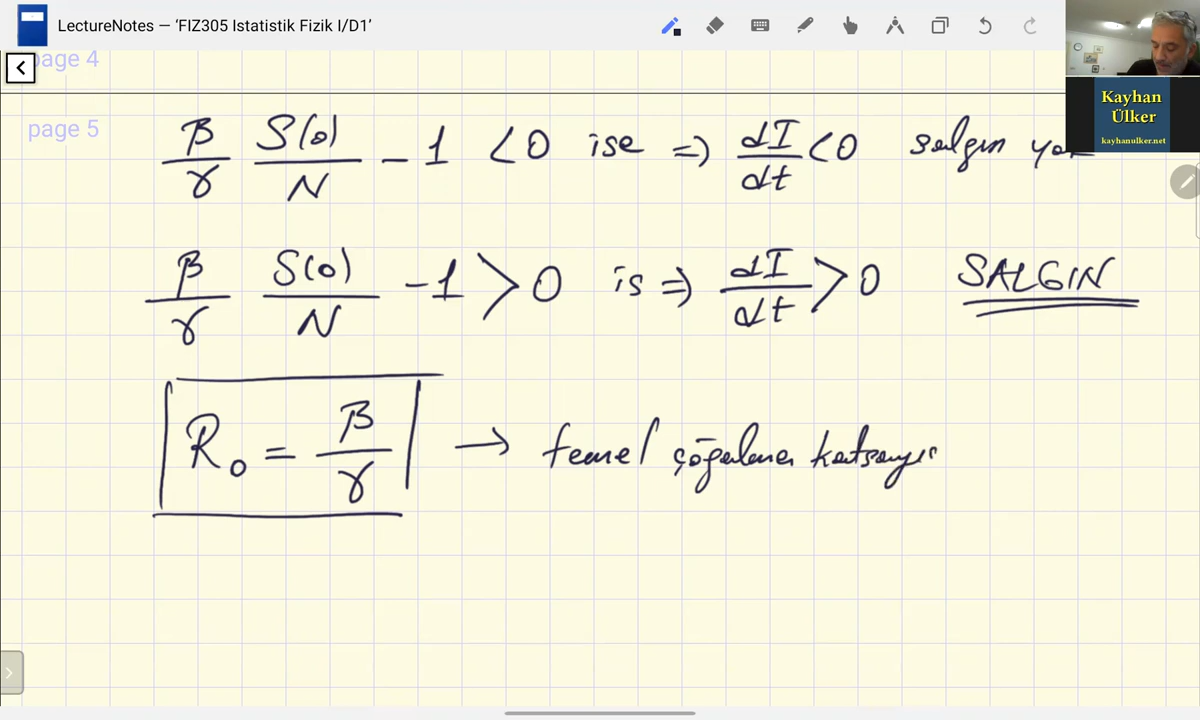 LectureNotes — ‘FIZ305 Istatistik Fizik I/D1’
page 4
page 5
β/γ S(0)/N - 1 < 0 ise => dI/dt < 0 salgın yok
β/γ S(0)/N - 1 > 0 is => dI/dt > 0 SALGIN
R₀ = β/γ → temel çoğalma katsayısı
Kayhan
Ülker
kayhanulker.net